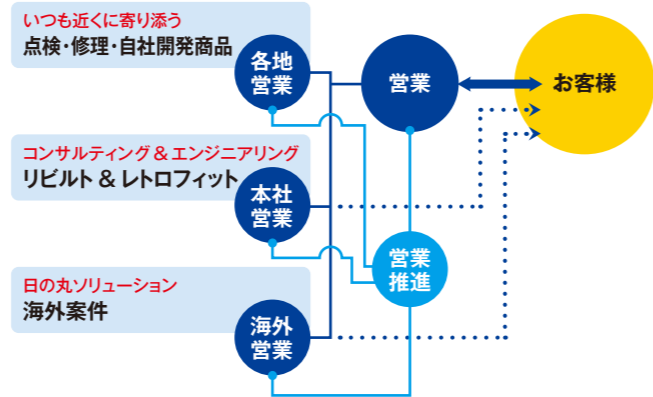 いつも近くに寄り添う
点検・修理・自社開発商品
各地
営業
営業
お客様
コンサルティング＆エンジニアリング
リビルト & レトロフィット
本社
営業
営業
推進
日の丸ソリューション
海外案件
海外
営業